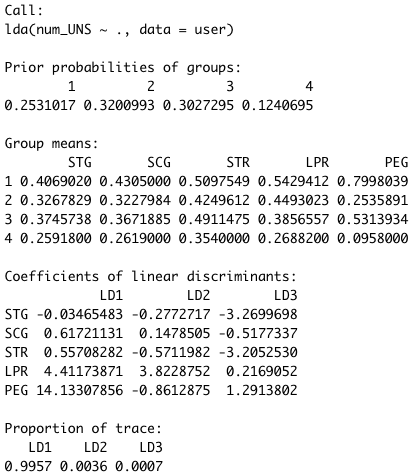 Call:
lda(num_UNS ~ ., data = user)
Prior probabilities of groups:
1 2 3 4
0.2531017 0.3200993 0.3027295 0.1240695
Group means:
STG SCG STR LPR PEG
1 0.4069020 0.4305000 0.5097549 0.5429412 0.7998039
2 0.3267829 0.3227984 0.4249612 0.4493023 0.2535891
3 0.3745738 0.3671885 0.4911475 0.3856557 0.5313934
4 0.2591800 0.2619000 0.3540000 0.2688200 0.0958000
Coefficients of linear discriminants:
LD1 LD2 LD3
STG -0.03465483 -0.2772717 -3.2699698
SCG 0.61721131 0.1478505 -0.5177337
STR 0.55708282 -0.5711982 -3.2052530
LPR 4.41173871 3.8228752 0.2169052
PEG 14.13307856 -0.8612875 1.2913802
Proportion of trace:
LD1 LD2 LD3
0.9957 0.0036 0.0007